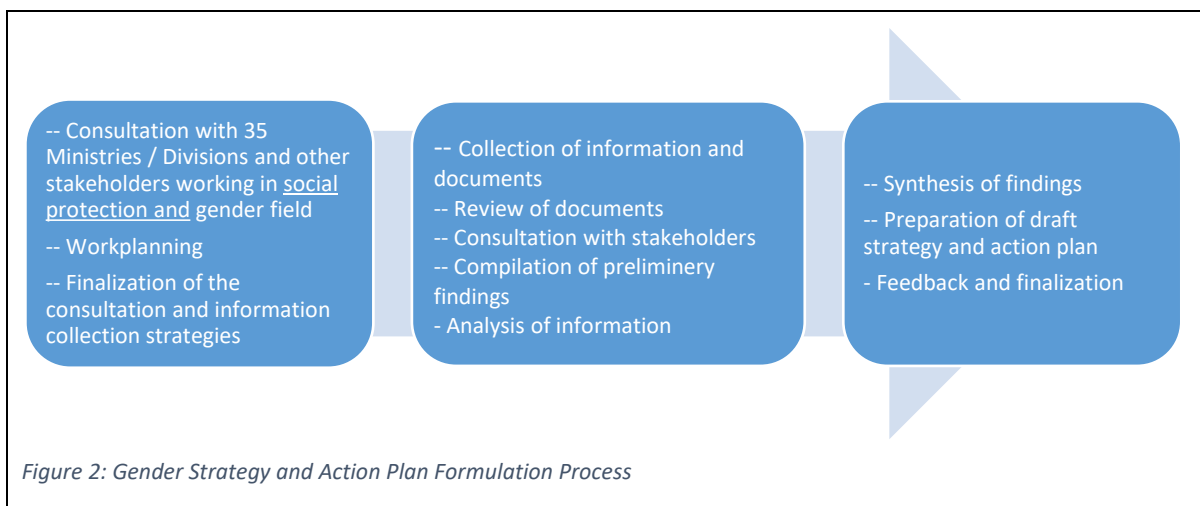 -- Consultation with 35
Ministries / Divisions and other
stakeholders working in social
protection and gender field
-- Workplanning
-- Finalization of the
consultation and information
collection strategies
-- Collection of information and
documents
-- Review of documents
-- Consultation with stakeholders
-- Compilation of preliminery
findings
- Analysis of information
-- Synthesis of findings
-- Preparation of draft
strategy and action plan
- Feedback and finalization
Figure 2: Gender Strategy and Action Plan Formulation Process